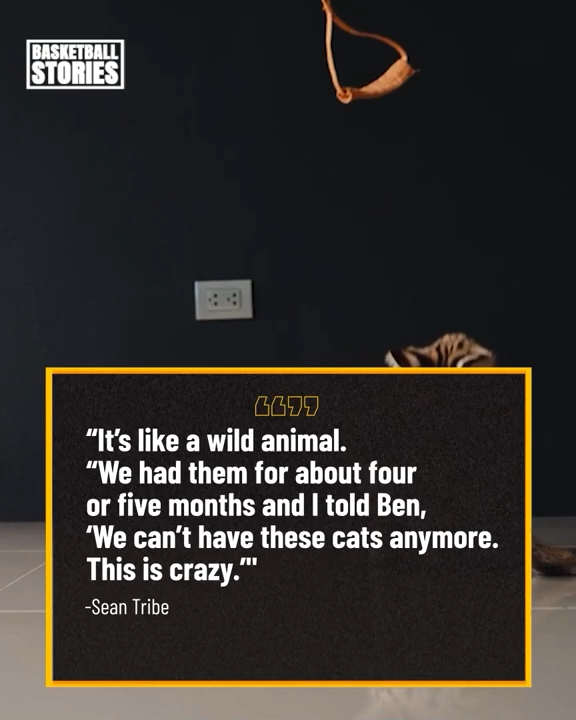 BASKETBALL
STORIES
“It’s like a wild animal.
“We had them for about four
or five months and I told Ben,
‘We can’t have these cats anymore.
This is crazy.’"
-Sean Tribe